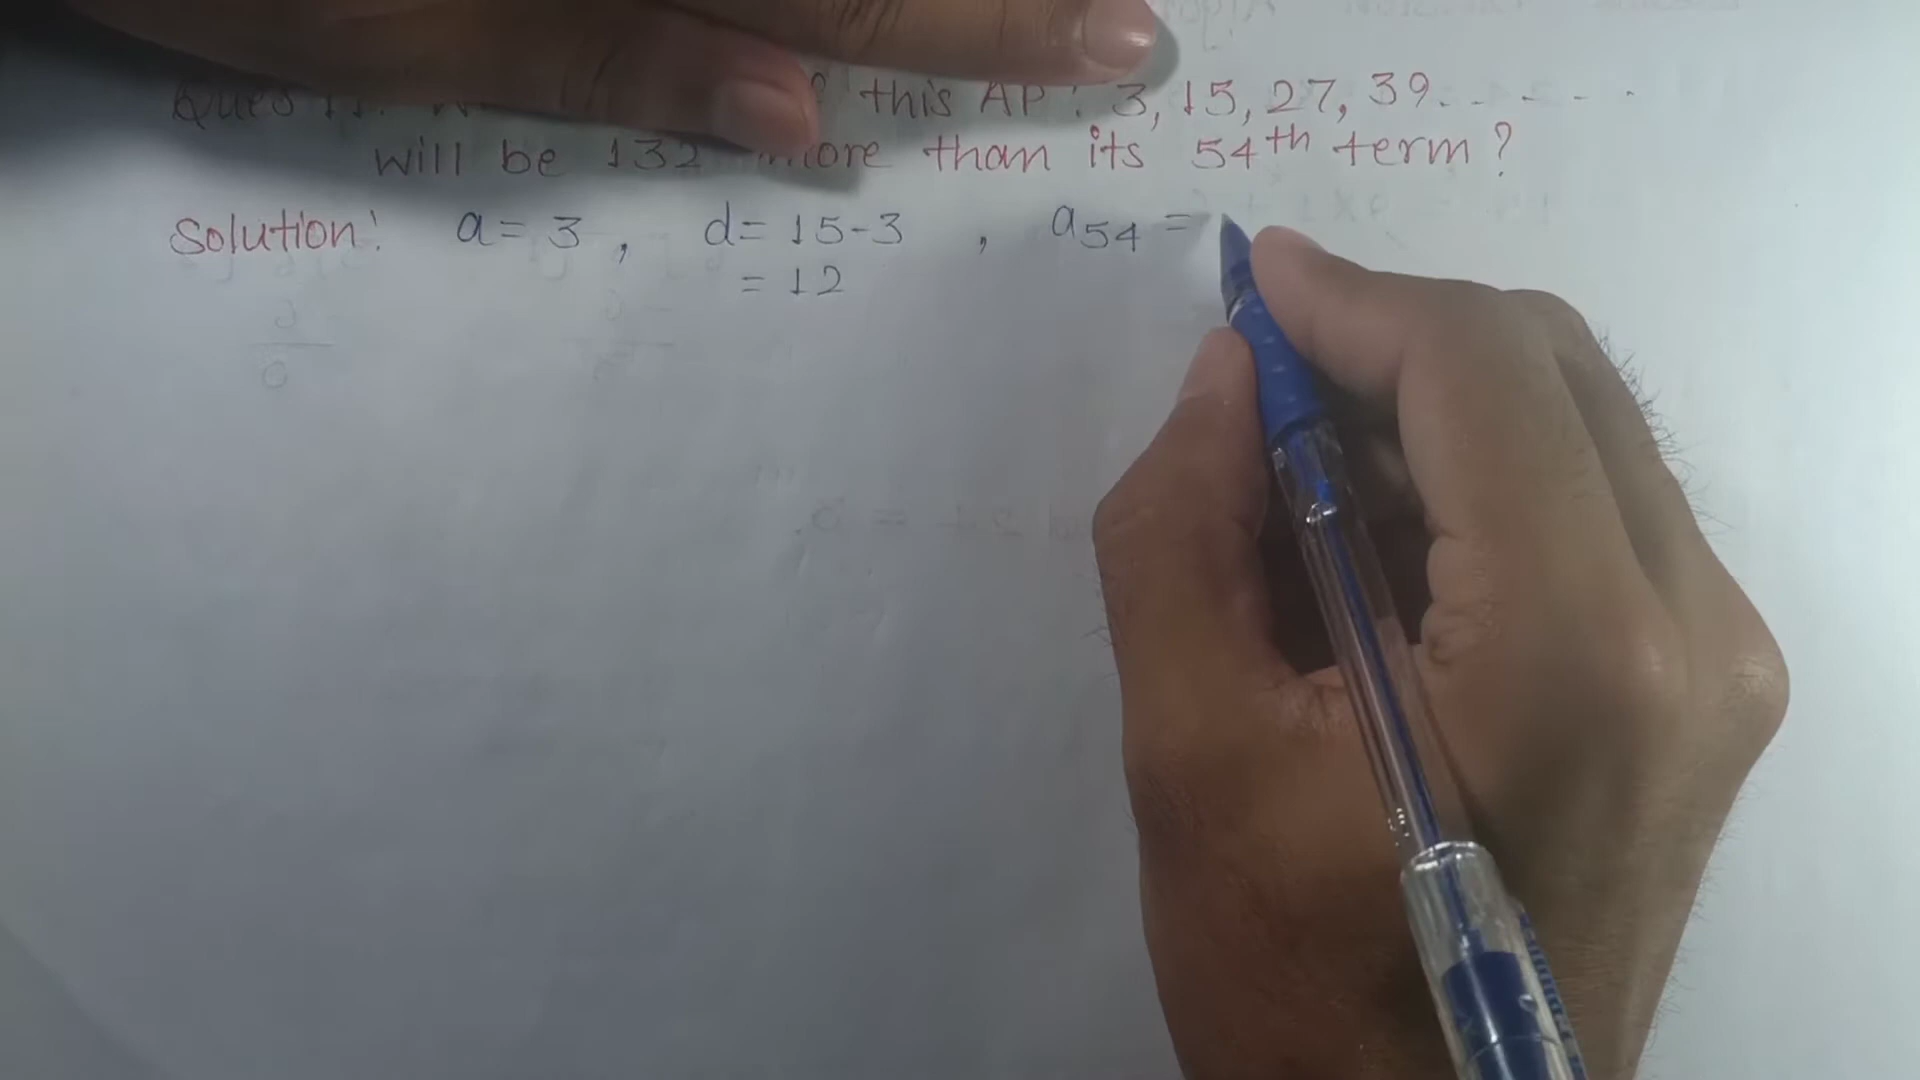 this AP: 3, 15, 27, 39 - - - -
will be 132 more than its 54th term?
Solution: a = 3 , d = 15-3 , a54 =
= 12